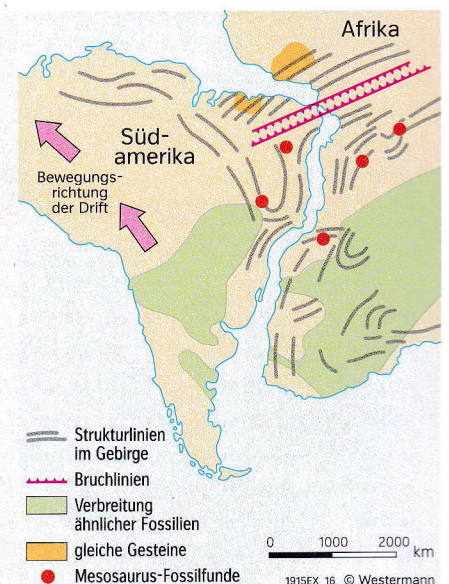 Afrika
Süd-
amerika
Bewegungs-
richtung
der Drift
Strukturlinien
im Gebirge
Bruchlinien
Verbreitung
ähnlicher Fossilien
gleiche Gesteine
Mesosaurus-Fossilfunde
0 1000 2000 km
1915EX_16 © Westermann